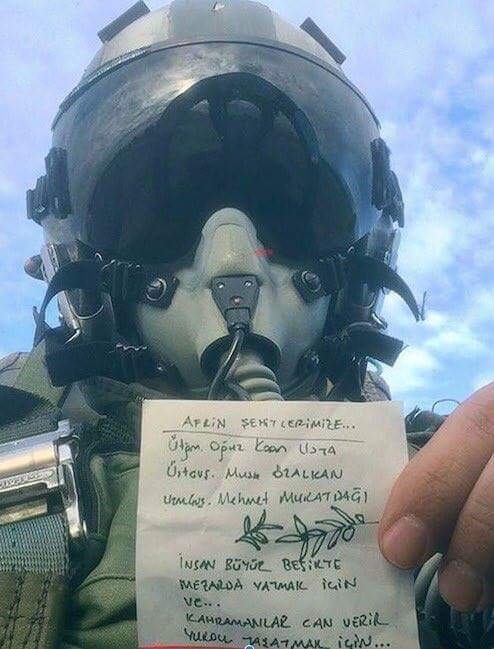 AFRİN ŞEHİTLERİMİZE...
Ütğm. Oğuz Kaan USTA
Üstçvş. Musa ÖZALKAN
Uzm.Çvş. Mehmet MURATDAĞI
İNSAN BÜYÜR BEŞİKTE
MEZARDA YATMAK İÇİN
VE...
KAHRAMANLAR CAN VERİR
YURDU YAŞATMAK İÇİN...